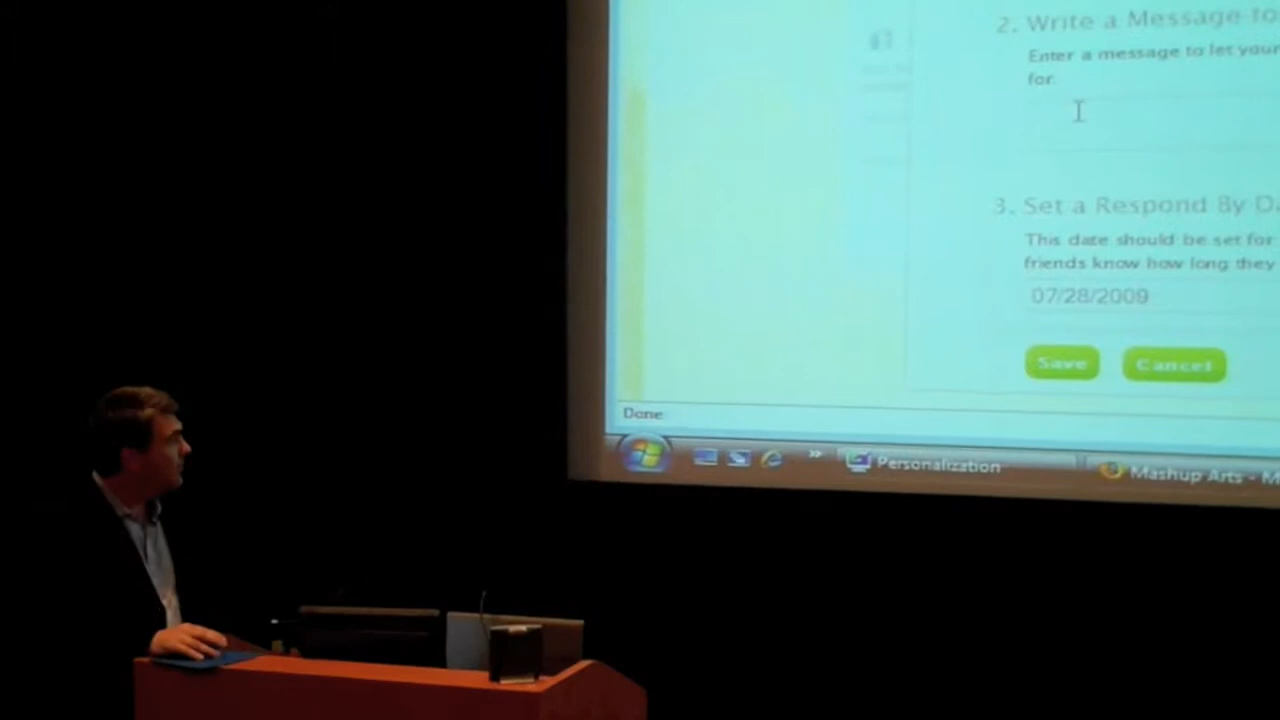 2. Write a Message to
Enter a message to let your
for:
3. Set a Respond By Da
This date should be set for
friends know how long they
07/28/2009
Save Cancel
Done
Personalization Mashup Arts - M